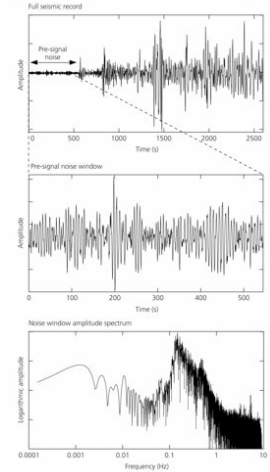 Full seismic record
Pre-signal
noise
Amplitude
0 500 1000 1500 2000 2500
Time (s)
Pre-signal noise window
Amplitude
0 100 200 300 400 500
Time (s)
Noise window amplitude spectrum
Logarithmic amplitude
0.0001 0.001 0.01 0.1 1 10
Frequency (Hz)